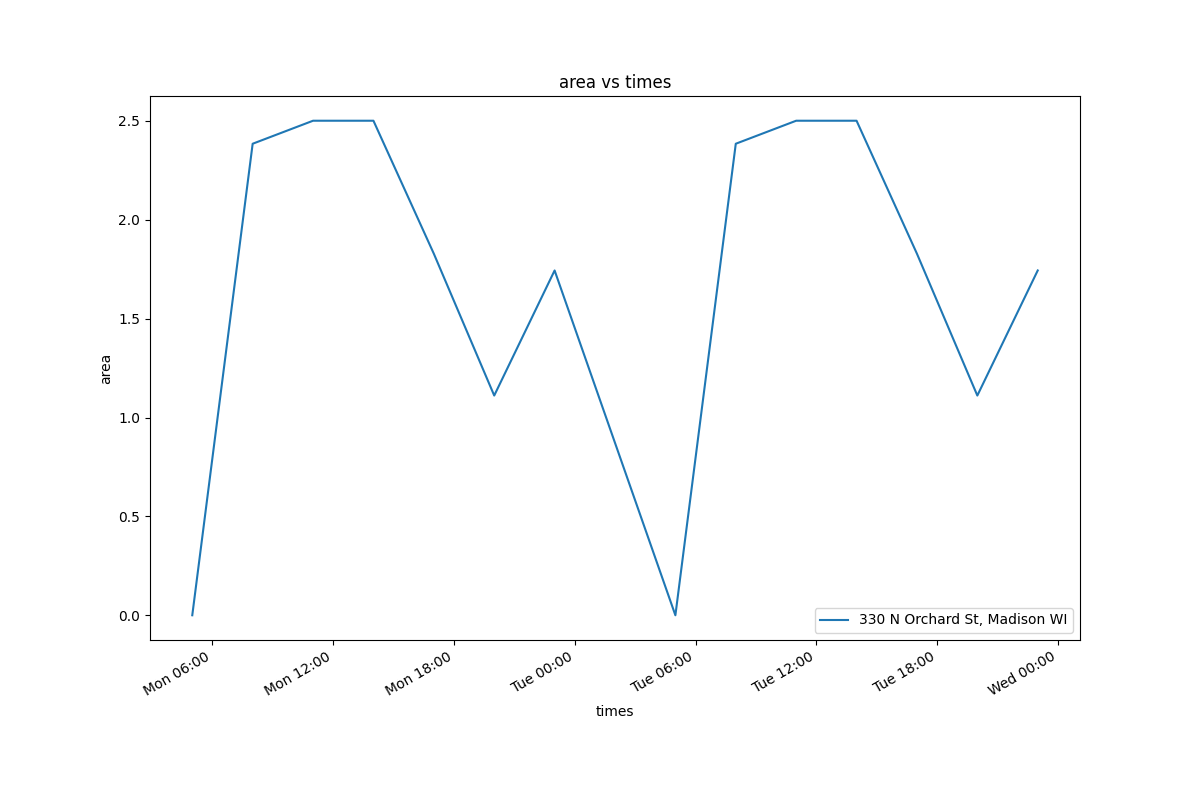 area vs times
2.5
2.0
1.5
1.0
0.5
0.0
area
330 N Orchard St, Madison WI
Mon 06:00
Mon 12:00
Mon 18:00
Tue 00:00
Tue 06:00
Tue 12:00
Tue 18:00
Wed 00:00
times